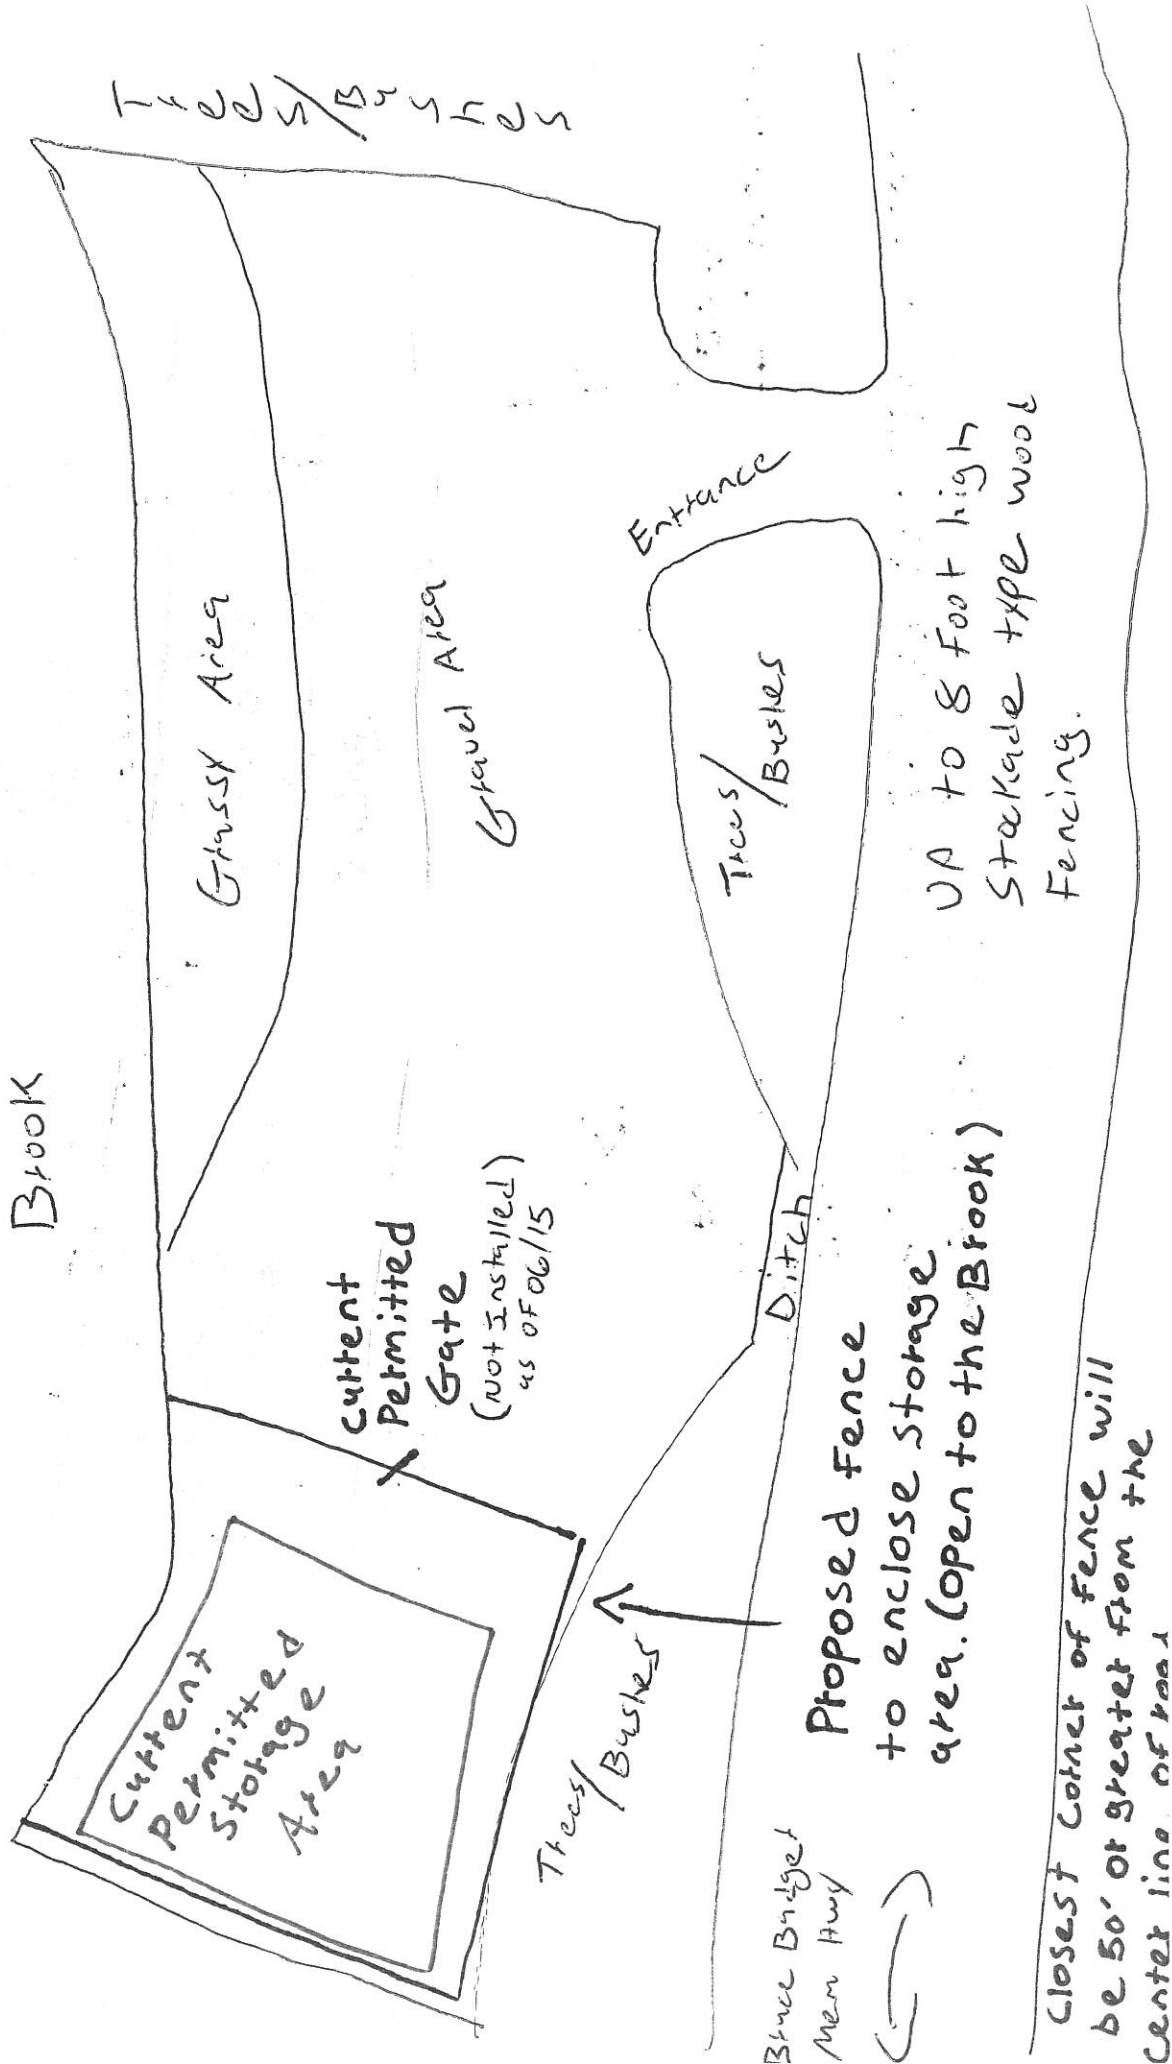 Brook
Trees/Bushes
Grassy Area
Gravel Area
Entrance
Trees/
Bushes
Current
Permitted
Gate
(Not Installed)
as of 06/15
Ditch
Current
Permitted
Storage
Area
Trees/
Bushes
Proposed Fence
to enclose storage
area. (open to the Brook)
UP to 8 Foot high
Stockade type wood
Fencing.
Bruce Badger
Mem Hwy
Closest Corner of Fence will
be 50' or greater from the
center line of road